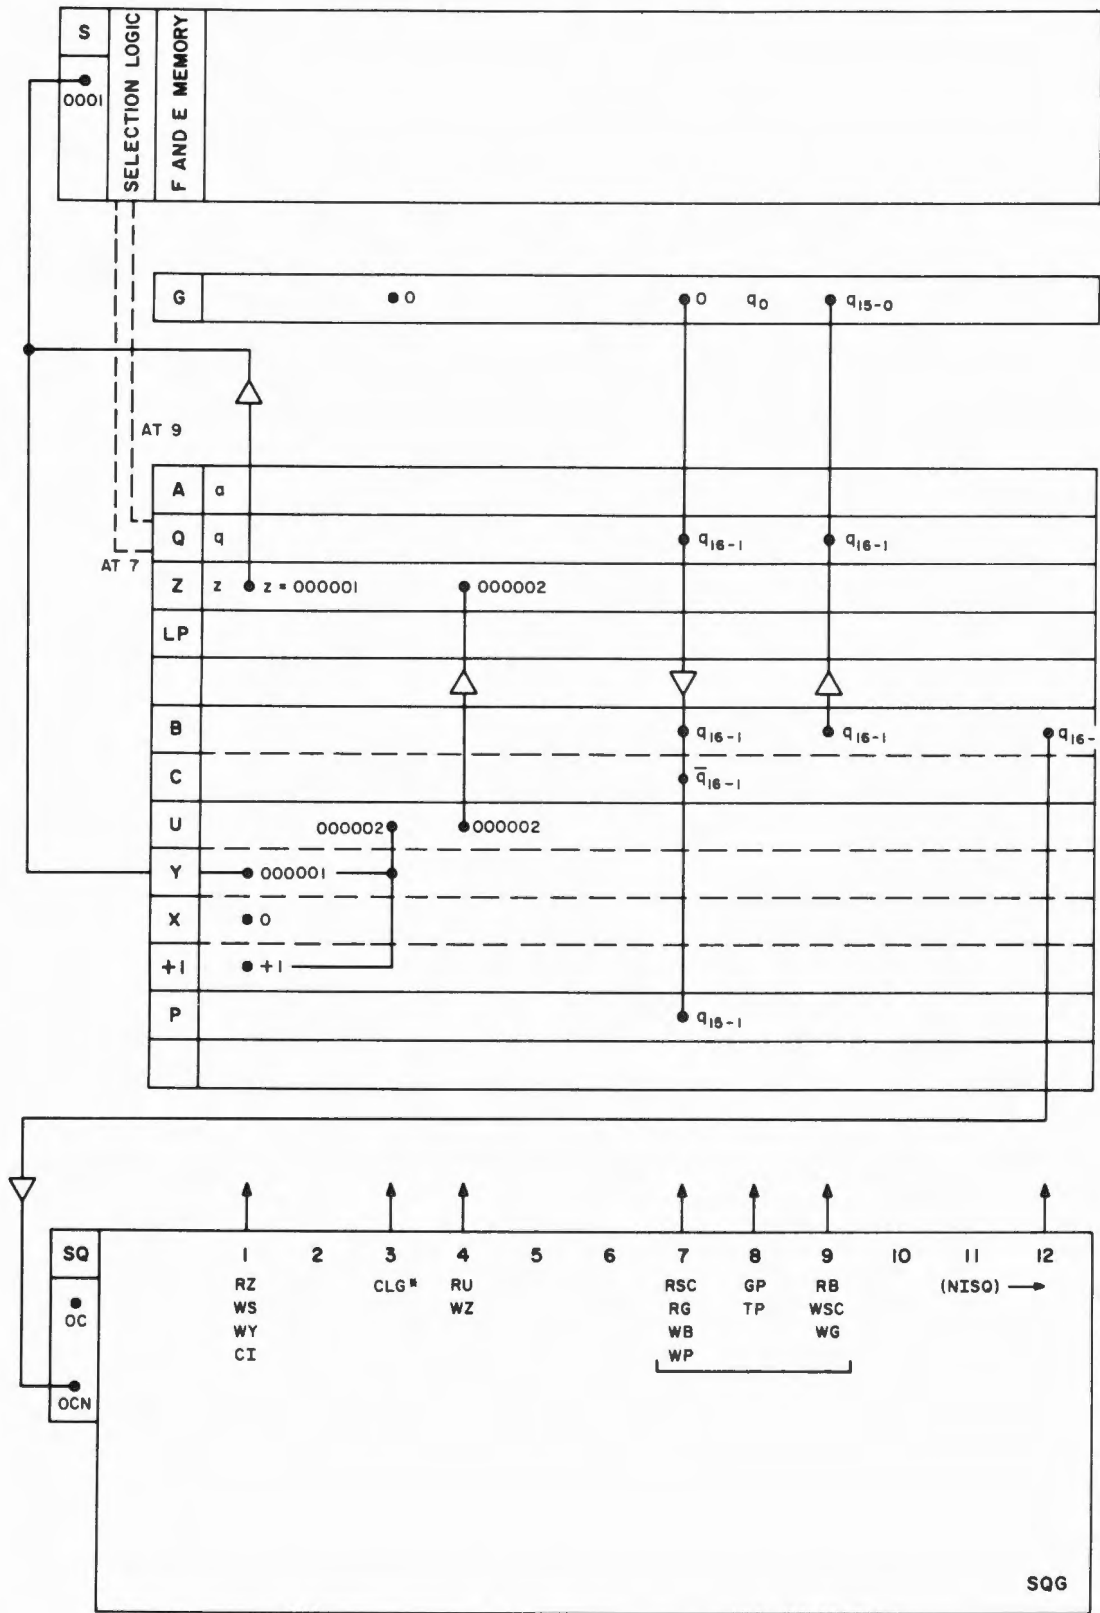 S
SELECTION LOGIC
F AND E MEMORY
0001
G
0
0
q0
q15-0
AT 9
A
a
Q
q
q16-1
q16-1
AT 7
Z
z
z = 000001
000002
LP
B
q16-1
q16-1
q16-
C
q̅16-1
U
000002
000002
Y
000001
X
0
+1
+1
P
q15-1
SQ
1 2 3 4 5 6 7 8 9 10 11 12
RZ CLG* RU RSC GP RB (NISQ)
WS WZ RG TP WSC
WY WB WG
CI WP
OC
OCN
SQG